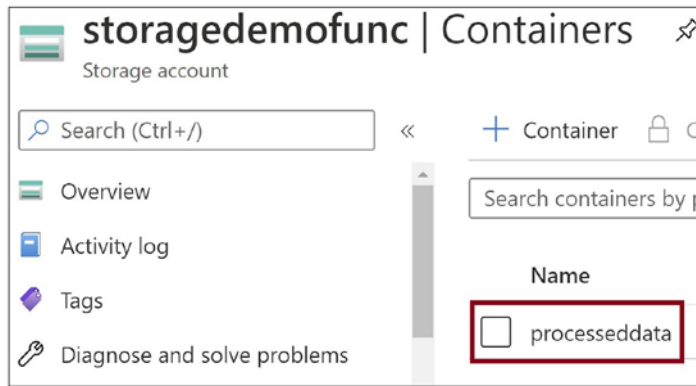 storagedemofunc | Containers
Storage account
Search (Ctrl+/)
«
+ Container
Overview
Search containers by
Activity log
Tags
Name
processeddata
Diagnose and solve problems